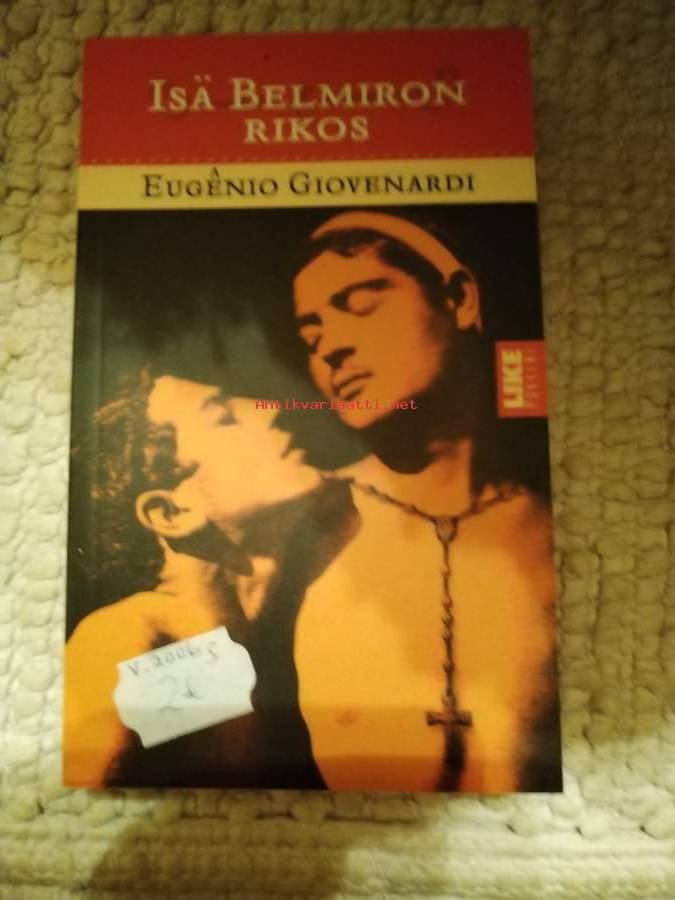 ISÄ BELMIRON
RIKOS
EUGÊNIO GIOVENARDI
LIKE
Antikvariaatti.net
v. 2006
2€